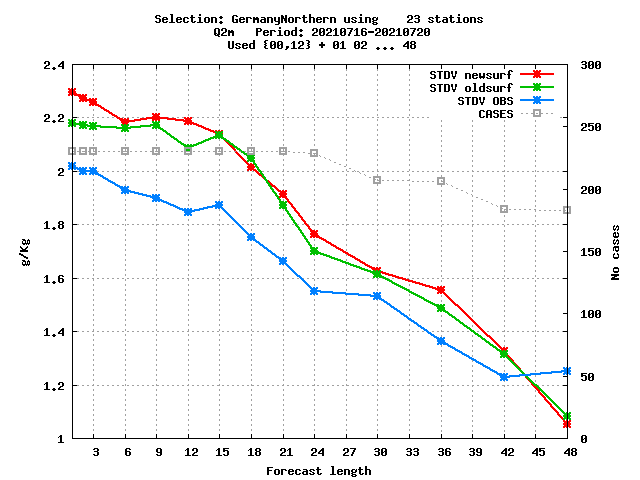 Selection: GermanyNorthern using    23 stations
Q2m   Period: 20210716-20210720
Used {00,12} + 01 02 ... 48
2.4
2.2
2
1.8
1.6
1.4
1.2
1
g/Kg
STDV newsurf
STDV oldsurf
STDV OBS
CASES
300
250
200
150
100
50
0
No cases
3 6 9 12 15 18 21 24 27 30 33 36 39 42 45 48
Forecast length